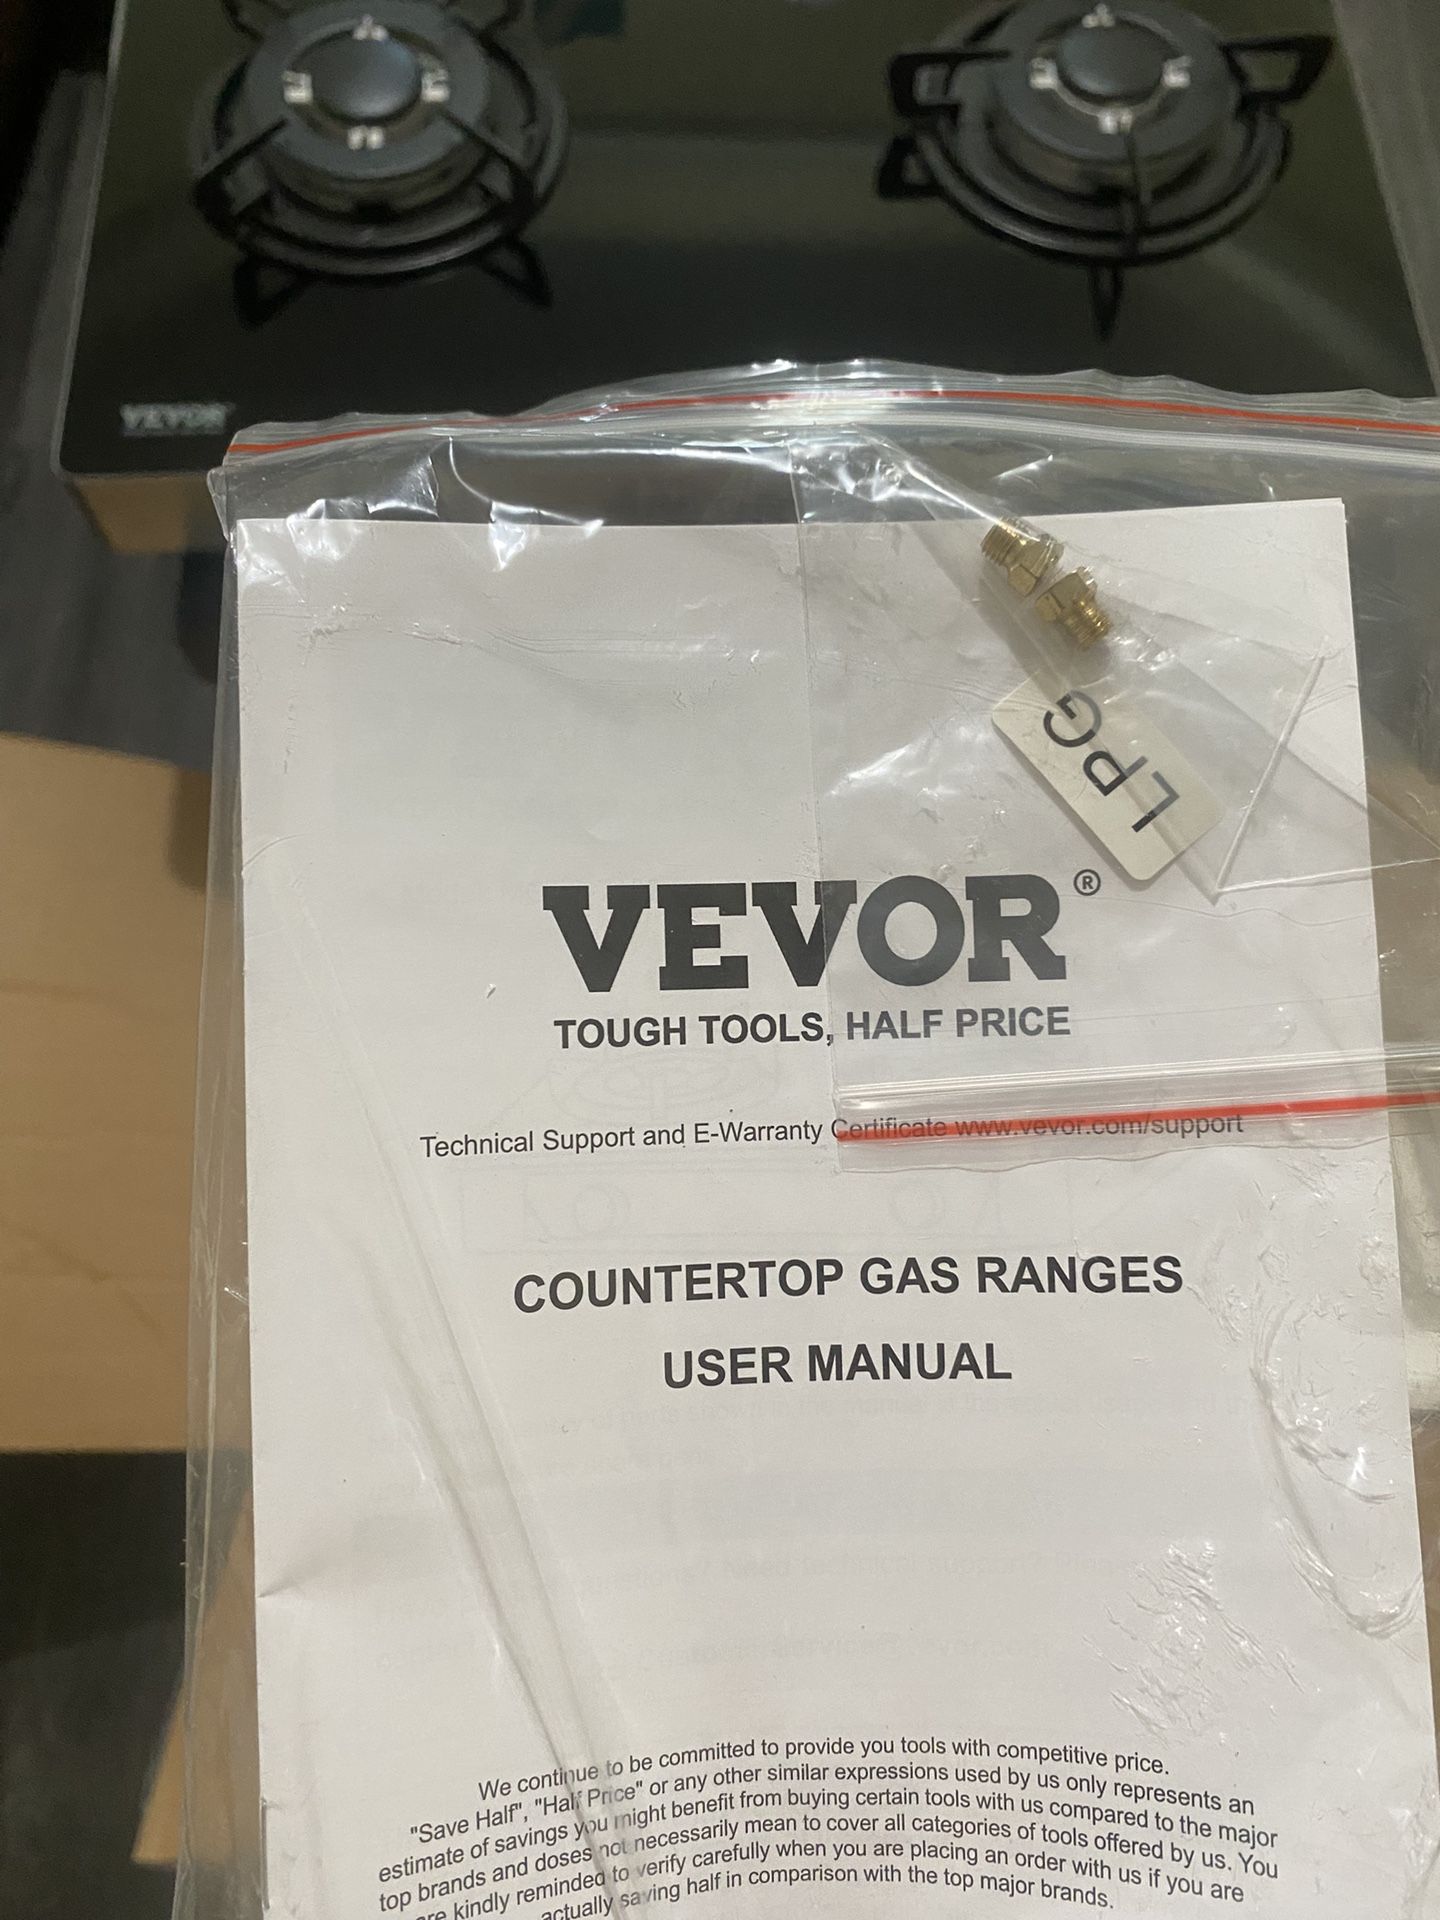 VEVOR
LPG
VEVOR®
TOUGH TOOLS, HALF PRICE
Technical Support and E-Warranty Certificate www.vevor.com/support
COUNTERTOP GAS RANGES
USER MANUAL
We continue to be committed to provide you tools with competitive price.
"Save Half", "Half Price" or any other similar expressions used by us only represents an
estimate of savings you might benefit from buying certain tools with us compared to the major
top brands and doses not necessarily mean to cover all categories of tools offered by us. You
are kindly reminded to verify carefully when you are placing an order with us if you are
actually saving half in comparison with the top major brands.